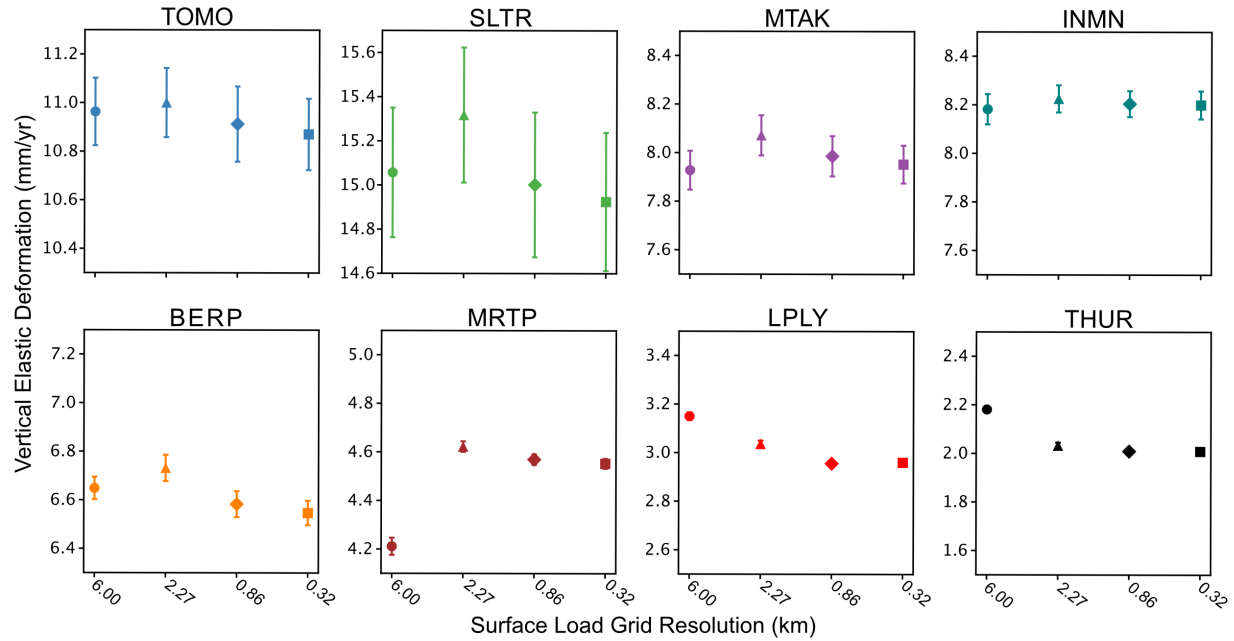 TOMO SLTR MTAK INMN
11.2 15.6 8.4 8.4
11.0 15.4 8.2 8.2
10.8 15.2 8.0 8.0
10.6 15.0 7.8 7.8
10.4 14.8 7.6 7.6
14.6
Vertical Elastic Deformation (mm/yr)
BERP MRTP LPLY THUR
7.2 5.0 3.4 2.4
7.0 4.8 3.2 2.2
6.8 4.6 3.0 2.0
6.6 4.4 2.8 1.8
6.4 4.2 2.6 1.6
6.00 2.27 0.86 0.32 6.00 2.27 0.86 0.32 6.00 2.27 0.86 0.32 6.00 2.27 0.86 0.32
Surface Load Grid Resolution (km)